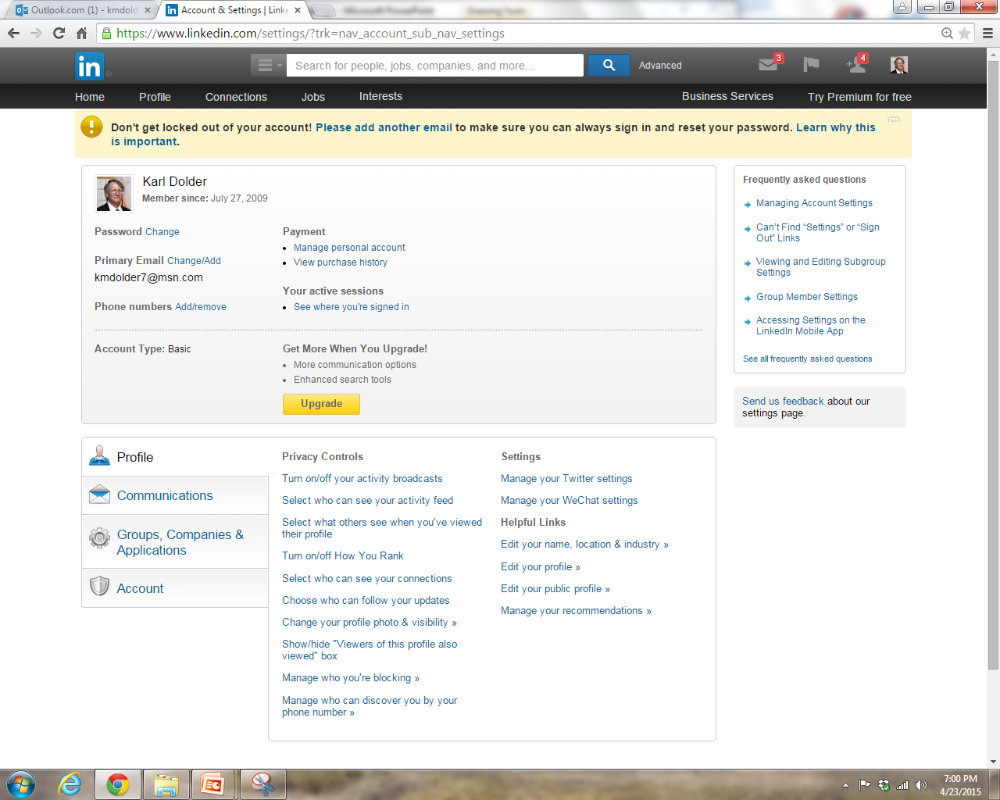 Outlook.com (1) - kmdold
Account & Settings | Linke
Microsoft PowerPoint
Drawing Tools
https://www.linkedin.com/settings/?trk=nav_account_sub_nav_settings
in
Search for people, jobs, companies, and more...
Advanced
3
4
Home
Profile
Connections
Jobs
Interests
Business Services
Try Premium for free
Don't get locked out of your account! Please add another email to make sure you can always sign in and reset your password. Learn why this
is important.
Karl Dolder
Member since: July 27, 2009
Password Change
Primary Email Change/Add
kmdolder7@msn.com
Phone numbers Add/remove
Payment
Manage personal account
View purchase history
Your active sessions
See where you're signed in
Account Type: Basic
Get More When You Upgrade!
More communication options
Enhanced search tools
Upgrade
Frequently asked questions
Managing Account Settings
Can't Find “Settings” or “Sign
Out” Links
Viewing and Editing Subgroup
Settings
Group Member Settings
Accessing Settings on the
LinkedIn Mobile App
See all frequently asked questions
Send us feedback about our
settings page.
Profile
Communications
Groups, Companies &
Applications
Account
Privacy Controls
Turn on/off your activity broadcasts
Select who can see your activity feed
Select what others see when you've viewed
their profile
Turn on/off How You Rank
Select who can see your connections
Choose who can follow your updates
Change your profile photo & visibility »
Show/hide "Viewers of this profile also
viewed" box
Manage who you're blocking »
Manage who can discover you by your
phone number »
Settings
Manage your Twitter settings
Manage your WeChat settings
Helpful Links
Edit your name, location & industry »
Edit your profile »
Edit your public profile »
Manage your recommendations »
7:00 PM
4/23/2015